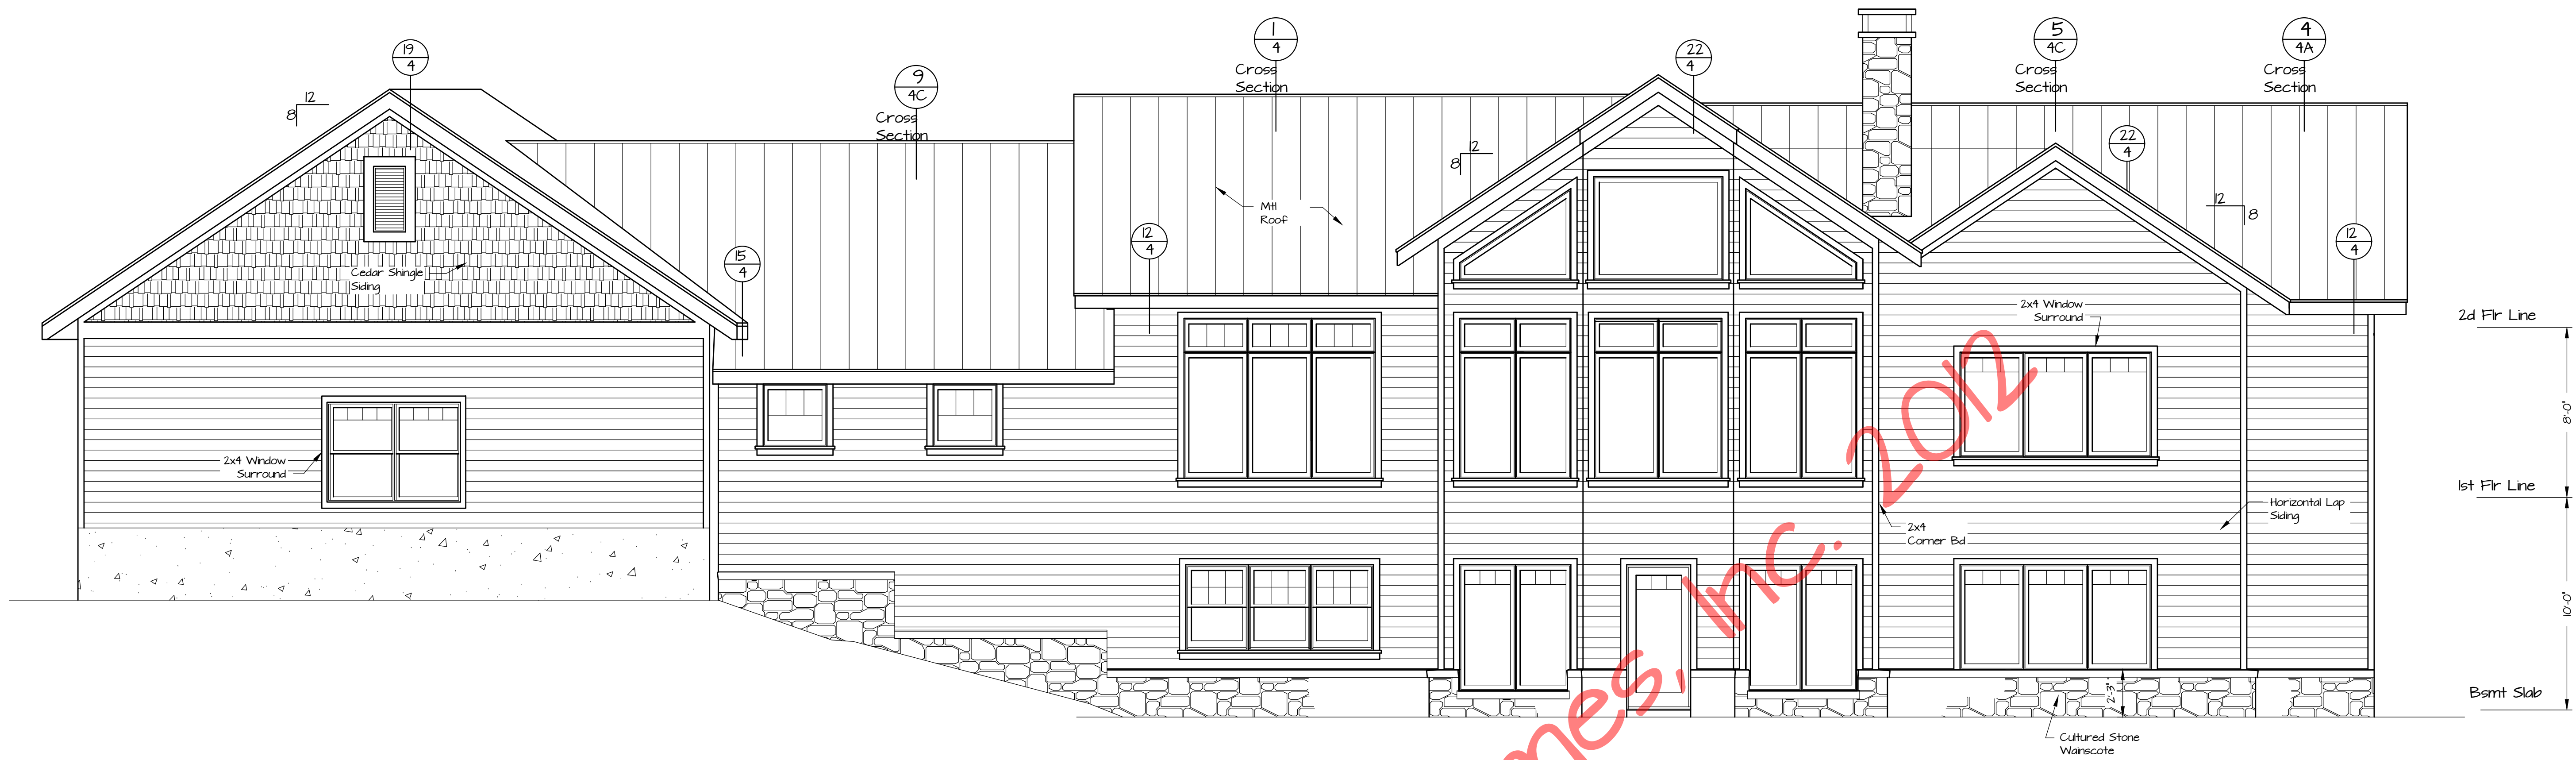 19
4
12
8
Cedar Shingle
Siding
2x4 Window
Surround
9
4C
Cross
Section
15
4
1
4
Cross
Section
12
4
Mtl
Roof
12
8
22
4
5
4C
Cross
Section
22
4
4
4A
Cross
Section
12
8
12
4
2x4 Window
Surround
2x4
Corner Bd
Horizontal Lap
Siding
2'-3"
Cultured Stone
Wainscote
2d Flr Line
8'-0"
1st Flr Line
10'-0"
Bsmt Slab
mes, Inc. 2012